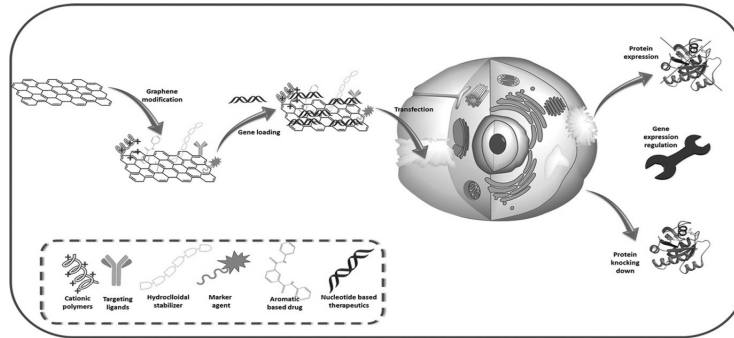 Graphene
modification
Gene loading
Transfection
Protein
expression
Gene
expression
regulation
Protein
knocking
down
Cationic
polymers
Targeting
ligands
Hydroclloidal
stabilizer
Marker
agent
Aromatic
based drug
Nucleotide based
therapeutics